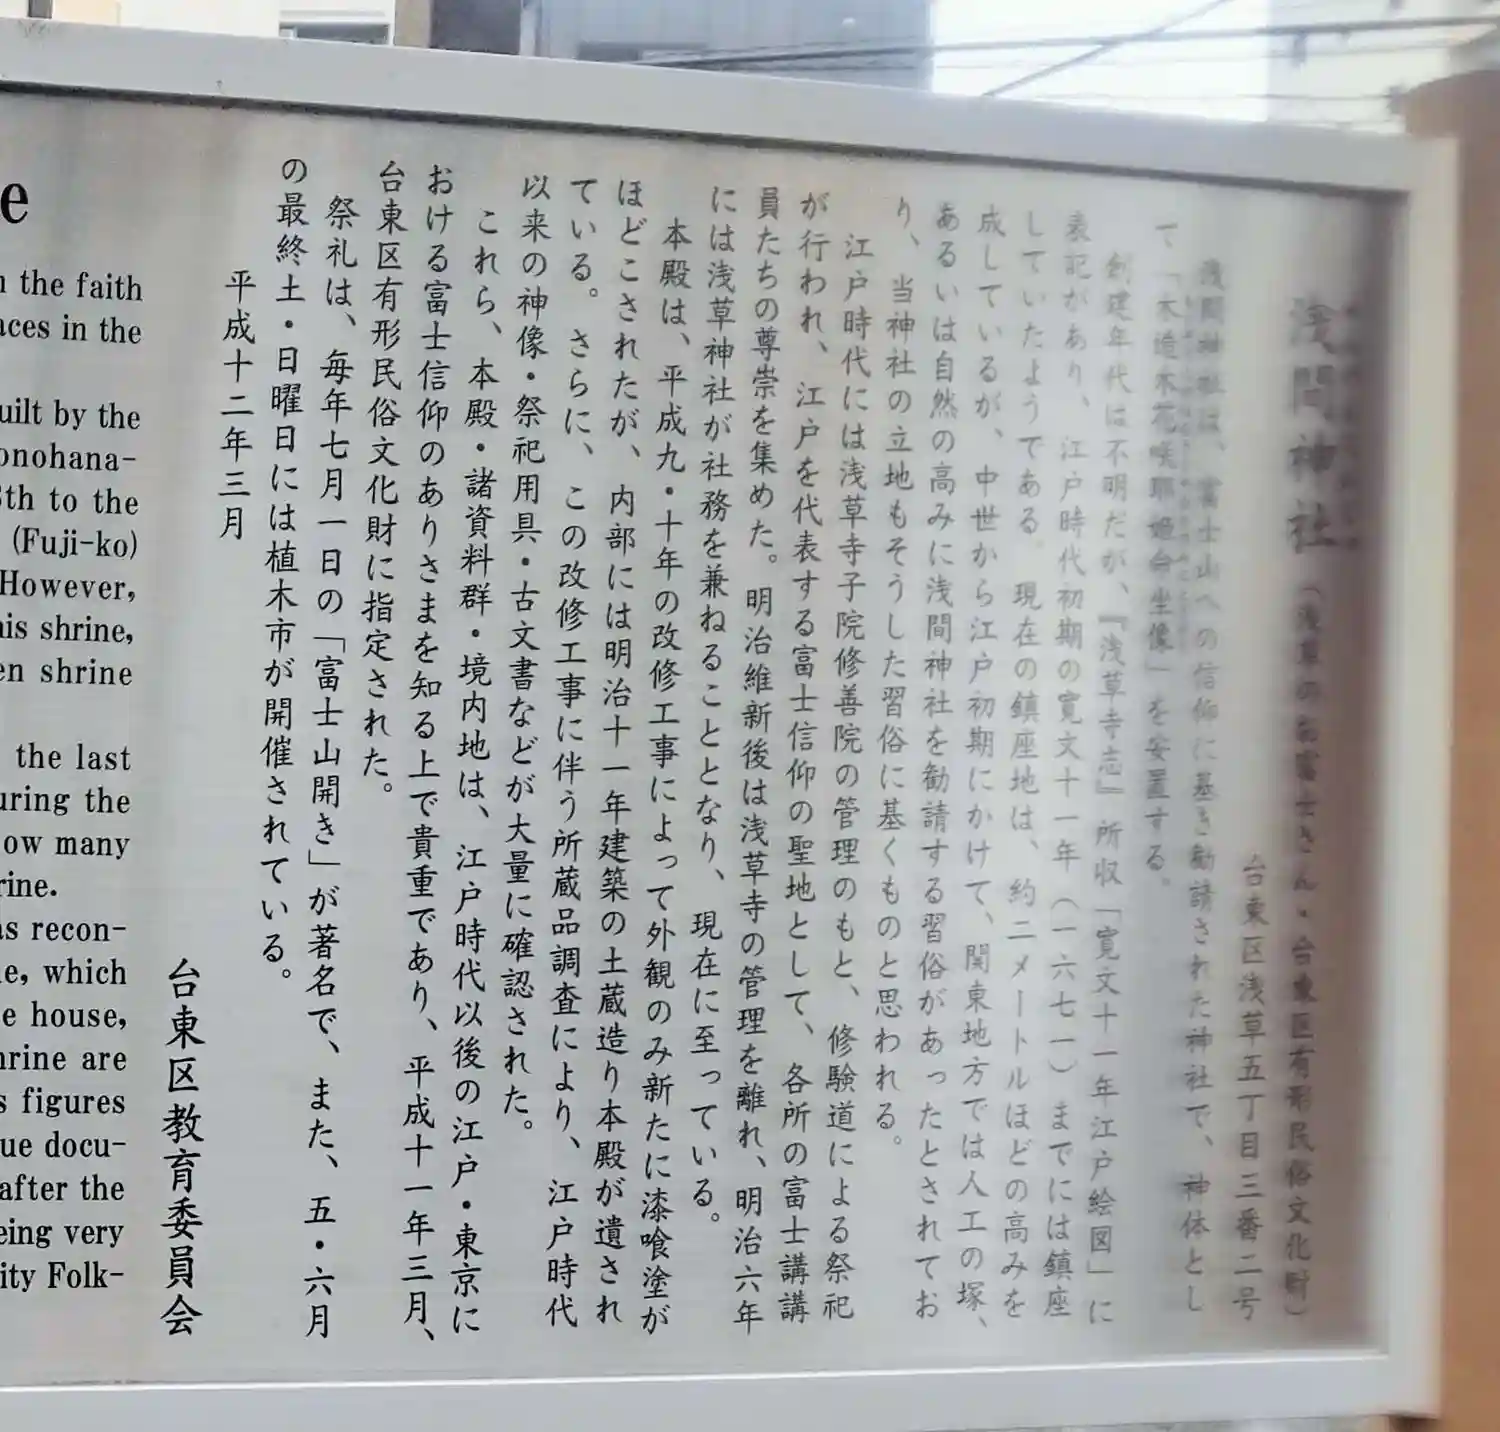 浅間神社（浅草のお富士さん・台東区有形民俗文化財）
台東区浅草五丁目三番二号
浅間神社は、富士山への信仰に基き勧請された神社で、神体とし
て「木造木花咲耶姫命坐像」を安置する。
創建年代は不明だが、『浅草寺志』所収「寛文十一年江戸絵図」に
表記があり、江戸時代初期の寛文十一年（一六七一）までには鎮座
していたようである。現在の鎮座地は、約二メートルほどの高みを
成しているが、中世から江戸初期にかけて、関東地方では人工の塚、
あるいは自然の高みに浅間神社を勧請する習俗があったとされてお
り、当神社の立地もそうした習俗に基くものと思われる。
江戸時代には浅草寺子院修善院の管理のもと、修験道による祭祀
が行われ、江戸を代表する富士信仰の聖地として、各所の富士講講
員たちの尊崇を集めた。明治維新後は浅草寺の管理を離れ、明治六年
には浅草神社が社務を兼ねることとなり、現在に至っている。
本殿は、平成九・十年の改修工事によって外観のみ新たに漆喰塗が
ほどこされたが、内部には明治十一年建築の土蔵造り本殿が遺され
ている。さらに、この改修工事に伴う所蔵品調査により、江戸時代
以来の神像・祭祀用具・古文書などが大量に確認された。
これら、本殿・諸資料群・境内地は、江戸時代以後の江戸・東京に
おける富士信仰のありさまを知る上で貴重であり、平成十一年三月、
台東区有形民俗文化財に指定された。
祭礼は、毎年七月一日の「富士山開き」が著名で、また、五・六月
の最終土・日曜日には植木市が開催されている。
平成十二年三月
台東区教育委員会
e
the faith
aces in the
uilt by the
onohana-
th to the
(Fuji-ko)
However,
his shrine,
en shrine
the last
uring the
ow many
rine.
as recon-
e, which
e house,
hrine are
s figures
ue docu-
after the
eing very
ity Folk-